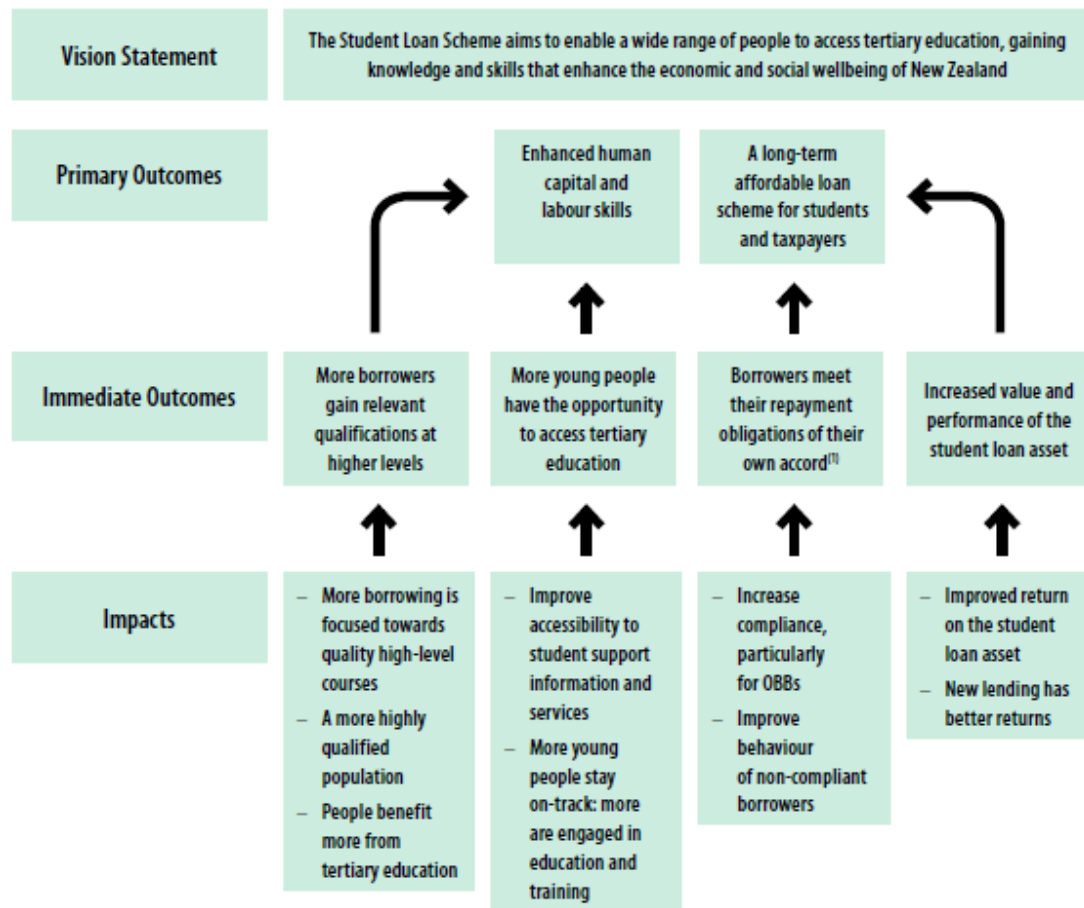 Vision Statement
The Student Loan Scheme aims to enable a wide range of people to access tertiary education, gaining
knowledge and skills that enhance the economic and social wellbeing of New Zealand
Primary Outcomes
Enhanced human
capital and
labour skills
A long-term
affordable loan
scheme for students
and taxpayers
Immediate Outcomes
More borrowers
gain relevant
qualifications at
higher levels
More young people
have the opportunity
to access tertiary
education
Borrowers meet
their repayment
obligations of their
own accord(1)
Increased value and
performance of the
student loan asset
Impacts
– More borrowing is
focused towards
quality high-level
courses
– A more highly
qualified
population
– People benefit
more from
tertiary education
– Improve
accessibility to
student support
information and
services
– More young
people stay
on-track: more
are engaged in
education and
training
– Increase
compliance,
particularly
for OBBs
– Improve
behaviour
of non-compliant
borrowers
– Improved return
on the student
loan asset
– New lending has
better returns